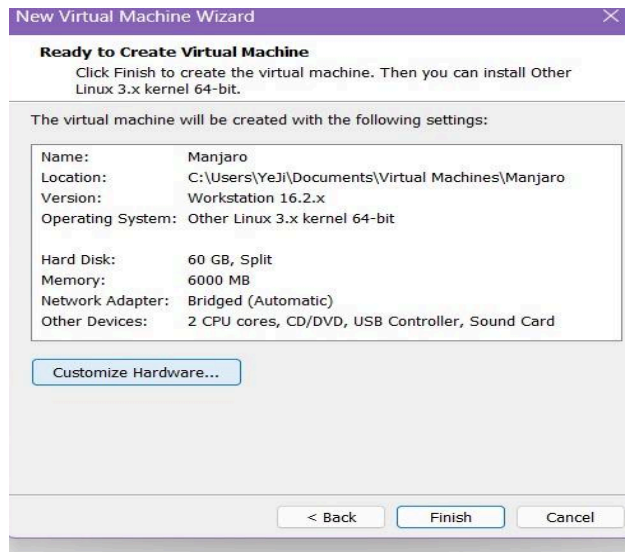 New Virtual Machine Wizard
Ready to Create Virtual Machine
Click Finish to create the virtual machine. Then you can install Other
Linux 3.x kernel 64-bit.
The virtual machine will be created with the following settings:
Name: Manjaro
Location: C:\Users\YeJi\Documents\Virtual Machines\Manjaro
Version: Workstation 16.2.x
Operating System: Other Linux 3.x kernel 64-bit
Hard Disk: 60 GB, Split
Memory: 6000 MB
Network Adapter: Bridged (Automatic)
Other Devices: 2 CPU cores, CD/DVD, USB Controller, Sound Card
Customize Hardware...
< Back Finish Cancel